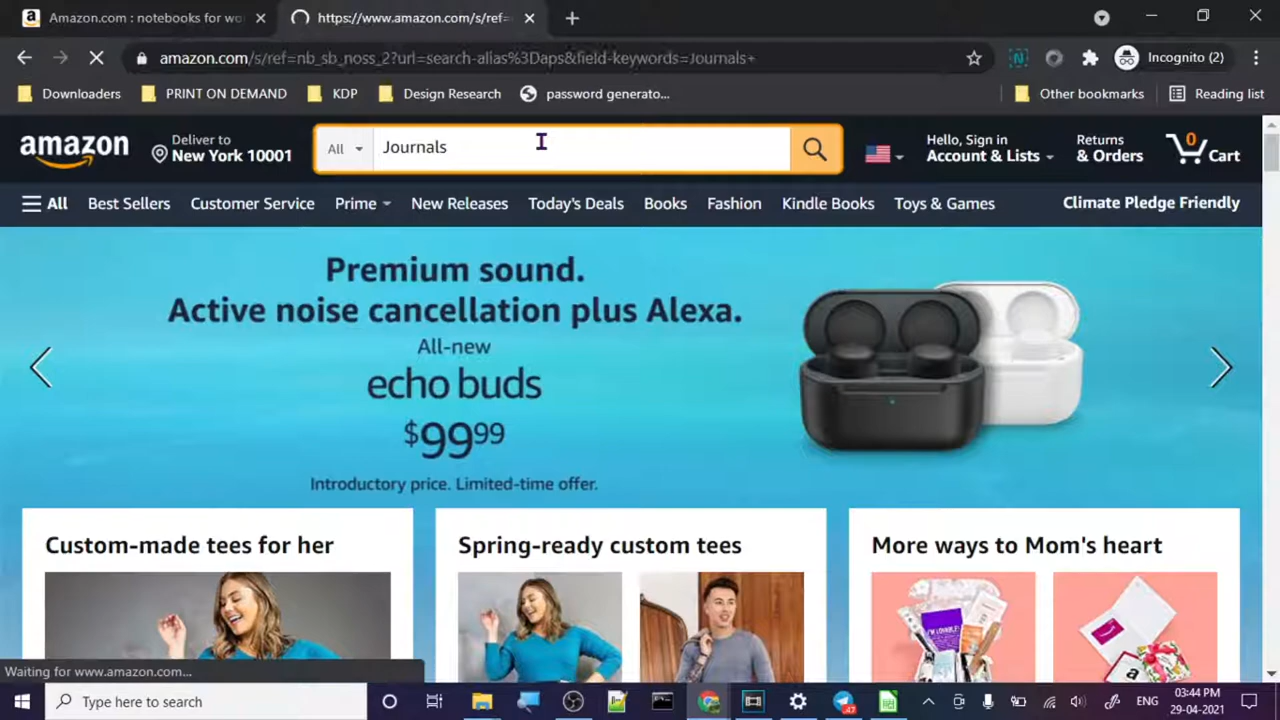 Amazon.com : notebooks for wo
https://www.amazon.com/s/ref=
amazon.com/s/ref=nb_sb_noss_2?url=search-alias%3Daps&field-keywords=Journals+
Incognito (2)
Downloaders
PRINT ON DEMAND
KDP
Design Research
password generato...
Other bookmarks
Reading list
amazon
Deliver to
New York 10001
All
Journals
Hello, Sign in
Account & Lists
Returns
& Orders
0
Cart
All
Best Sellers
Customer Service
Prime
New Releases
Today's Deals
Books
Fashion
Kindle Books
Toys & Games
Climate Pledge Friendly
Premium sound.
Active noise cancellation plus Alexa.
All-new
echo buds
$99.99
Introductory price. Limited-time offer.
Custom-made tees for her
Spring-ready custom tees
More ways to Mom's heart
Waiting for www.amazon.com...
Type here to search
ENG
03:44 PM
29-04-2021